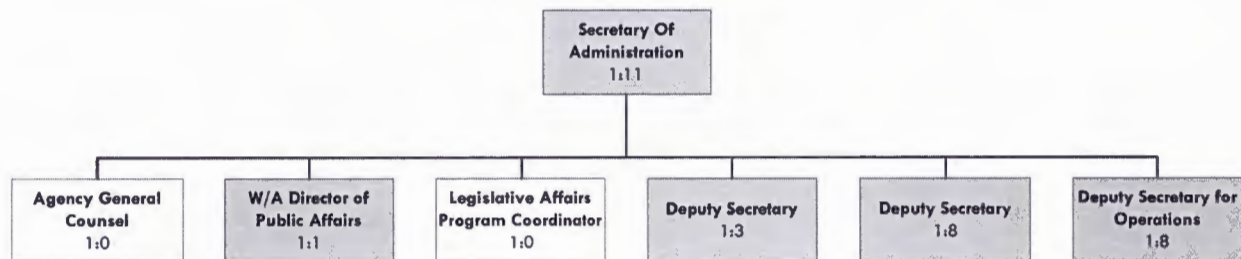 Secretary Of
Administration
1:11
Agency General
Counsel
1:0
W/A Director of
Public Affairs
1:1
Legislative Affairs
Program Coordinator
1:0
Deputy Secretary
1:3
Deputy Secretary
1:8
Deputy Secretary for
Operations
1:8